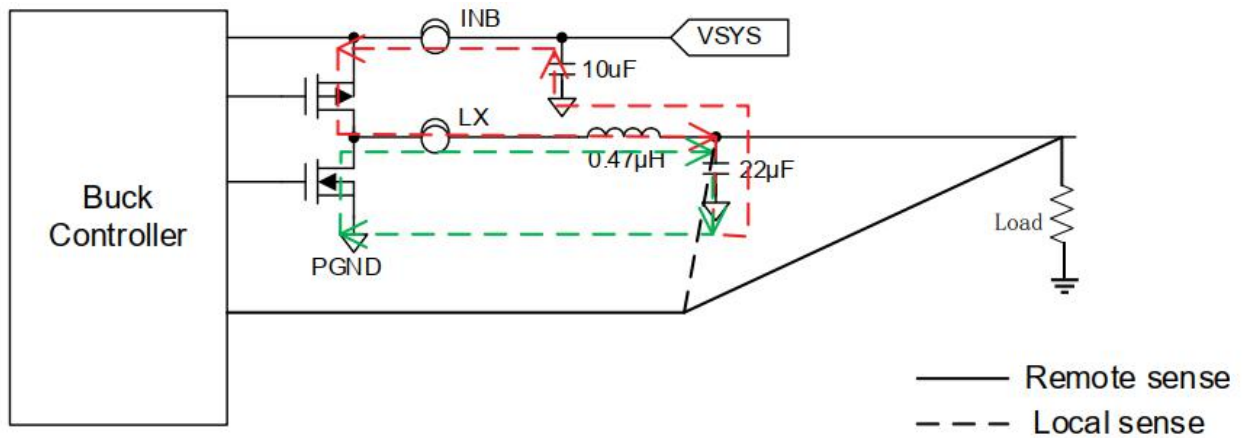 INB
VSYS
10uF
LX
0.47μH
22μF
Buck
Controller
Load
PGND
Remote sense
Local sense